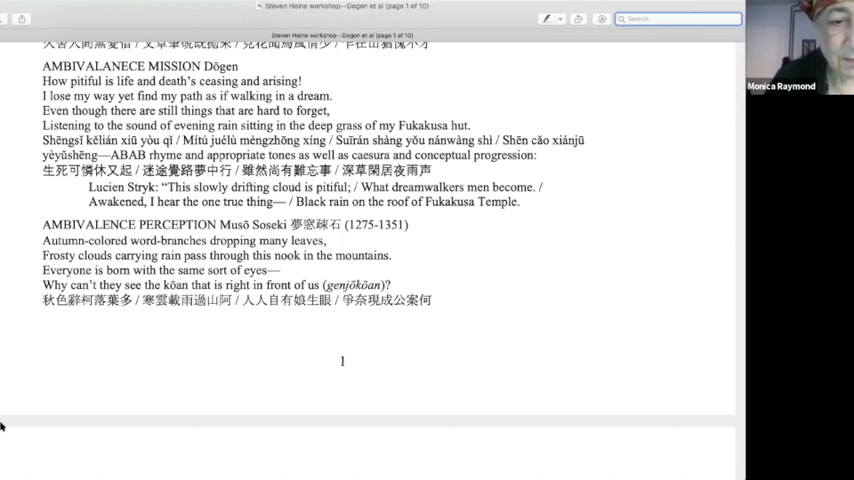 Steven Heine workshop--Dogen et al (page 1 of 10)
Search
Steven Heine workshop--Dogen et al (page 1 of 10)
AMBIVALANECE MISSION Dōgen
How pitiful is life and death's ceasing and arising!
I lose my way yet find my path as if walking in a dream.
Even though there are still things that are hard to forget,
Listening to the sound of evening rain sitting in the deep grass of my Fukakusa hut.
Shēngsǐ kělián xiū yòu qǐ / Mítú juélù mèngzhōng xíng / Suīrán shàng yǒu nánwàng shì / Shēn cǎo xiánjū
yèyǔshēng—ABAB rhyme and appropriate tones as well as caesura and conceptual progression:
生死可憐休又起 / 迷途覺路夢中行 / 雖然尚有難忘事 / 深草閑居夜雨声
Lucien Stryk: “This slowly drifting cloud is pitiful; / What dreamwalkers men become. /
Awakened, I hear the one true thing— / Black rain on the roof of Fukakusa Temple.
AMBIVALENCE PERCEPTION Musō Soseki 夢窓疎石 (1275-1351)
Autumn-colored word-branches dropping many leaves,
Frosty clouds carrying rain pass through this nook in the mountains.
Everyone is born with the same sort of eyes—
Why can't they see the kōan that is right in front of us (genjōkōan)?
秋色辭柯落葉多 / 寒雲載雨過山阿 / 人人自有娘生眼 / 爭奈現成公案何
1
Monica Raymond